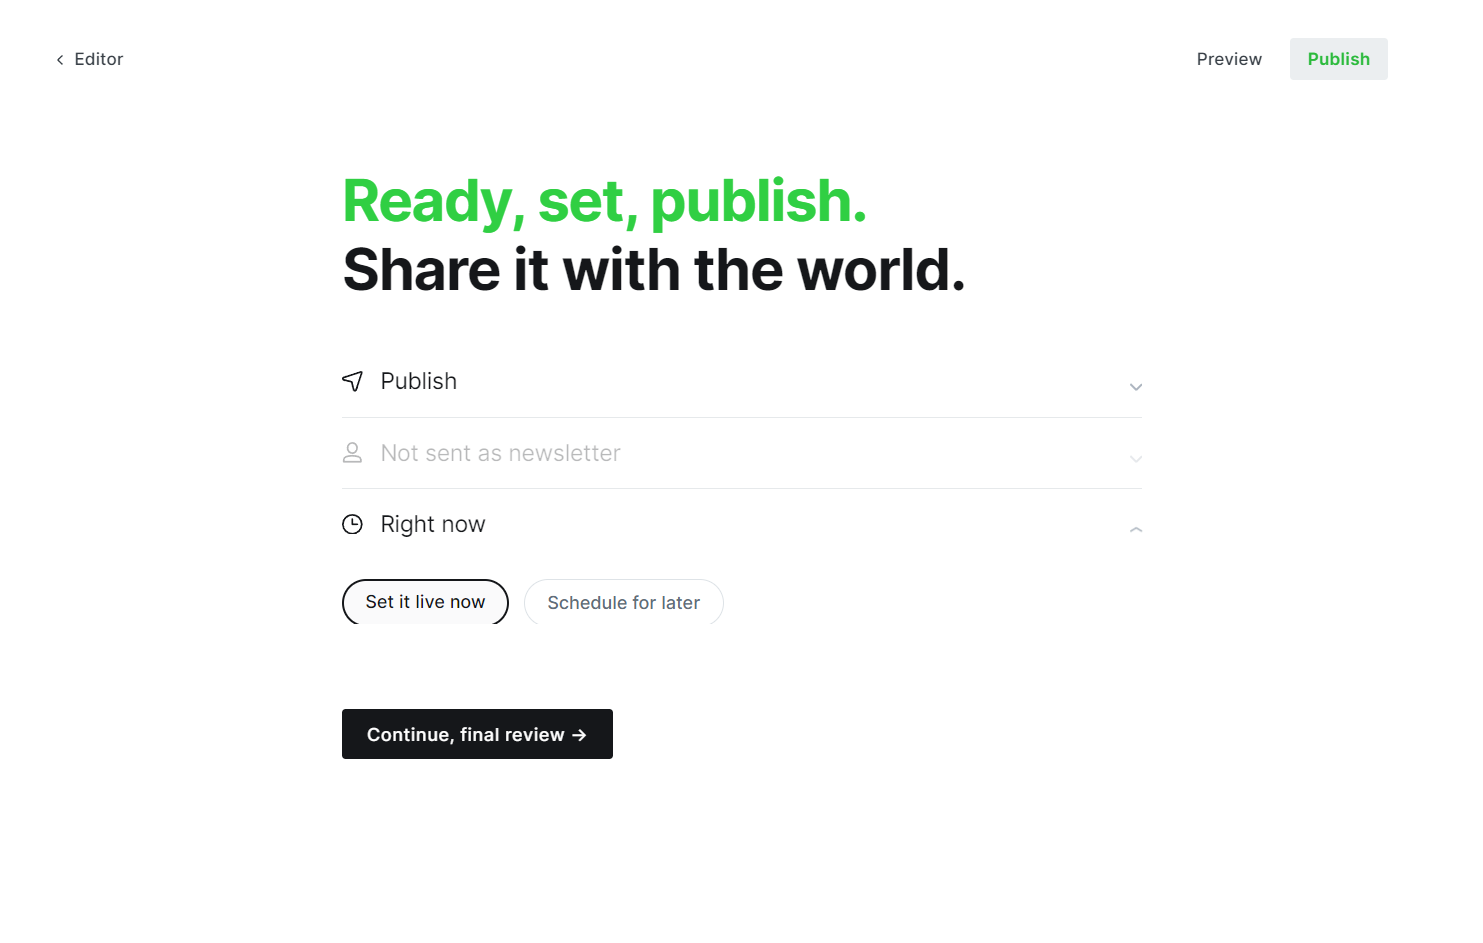 Editor
Preview
Publish
Ready, set, publish.
Share it with the world.
Publish
Not sent as newsletter
Right now
Set it live now
Schedule for later
Continue, final review →